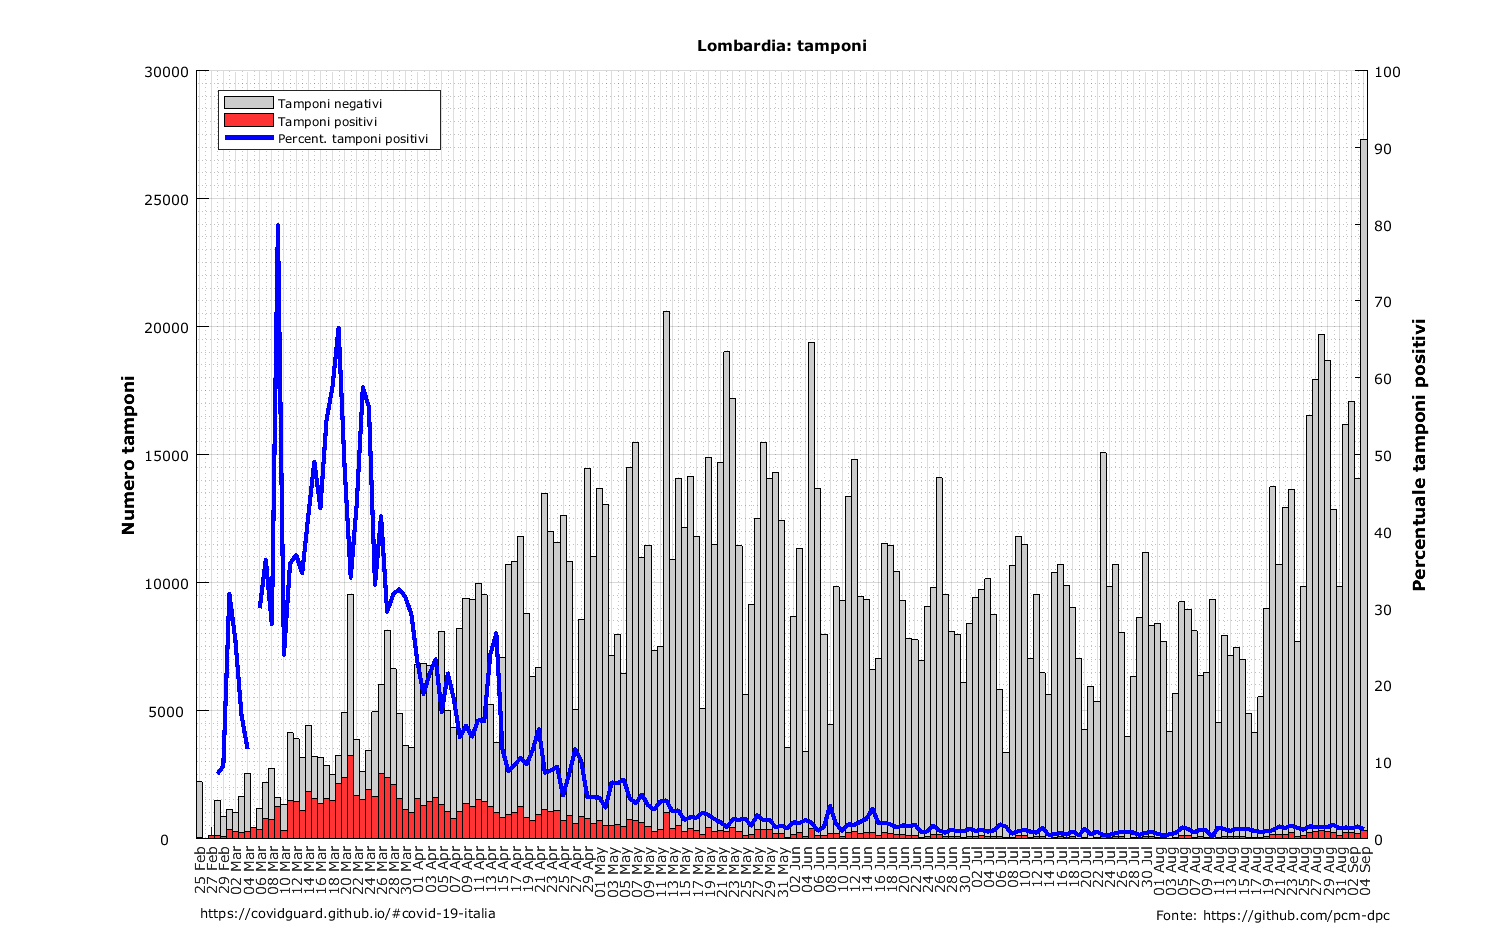 Lombardia: tamponi
Tamponi negativi
Tamponi positivi
Percent. tamponi positivi
Numero tamponi
30000
25000
20000
15000
10000
5000
0
Percentuale tamponi positivi
100
90
80
70
60
50
40
30
20
10
0
25 Feb
27 Feb
29 Feb
02 Mar
04 Mar
06 Mar
08 Mar
10 Mar
12 Mar
14 Mar
16 Mar
18 Mar
20 Mar
22 Mar
24 Mar
26 Mar
28 Mar
30 Mar
01 Apr
03 Apr
05 Apr
07 Apr
09 Apr
11 Apr
13 Apr
15 Apr
17 Apr
19 Apr
21 Apr
23 Apr
25 Apr
27 Apr
29 Apr
01 May
03 May
05 May
07 May
09 May
11 May
13 May
15 May
17 May
19 May
21 May
23 May
25 May
27 May
29 May
31 May
02 Jun
04 Jun
06 Jun
08 Jun
10 Jun
12 Jun
14 Jun
16 Jun
18 Jun
20 Jun
22 Jun
24 Jun
26 Jun
28 Jun
30 Jun
02 Jul
04 Jul
06 Jul
08 Jul
10 Jul
12 Jul
14 Jul
16 Jul
18 Jul
20 Jul
22 Jul
24 Jul
26 Jul
28 Jul
30 Jul
01 Aug
03 Aug
05 Aug
07 Aug
09 Aug
11 Aug
13 Aug
15 Aug
17 Aug
19 Aug
21 Aug
23 Aug
25 Aug
27 Aug
29 Aug
31 Aug
02 Sep
04 Sep
https://covidguard.github.io/#covid-19-italia
Fonte: https://github.com/pcm-dpc